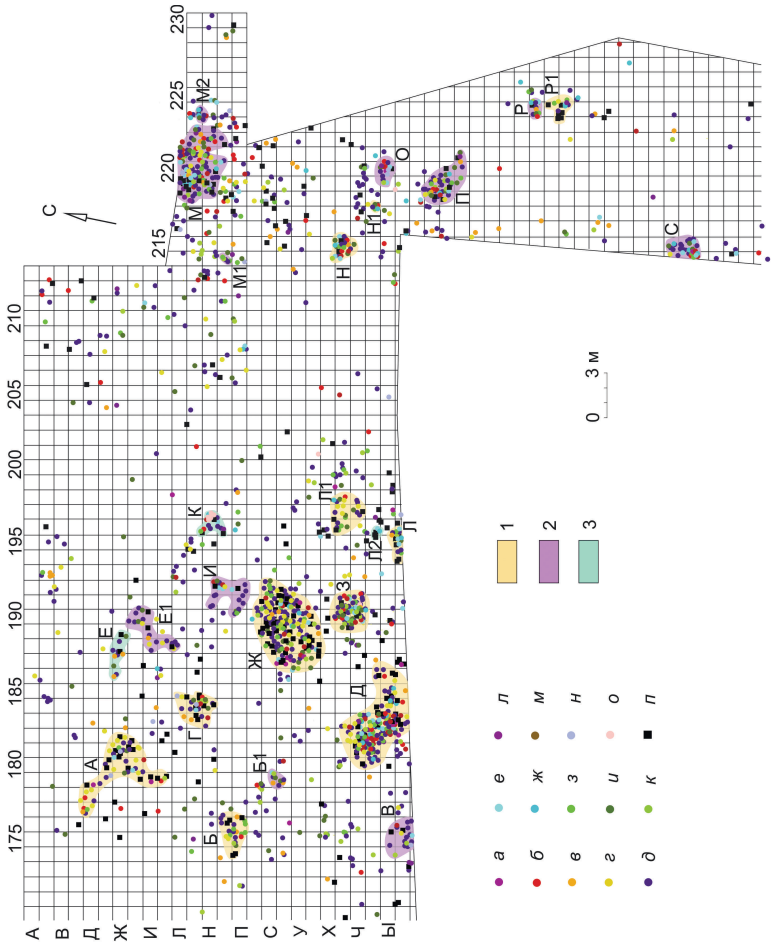 230
225
220
215
210
205
200
195
190
185
180
175
А
В
Д
Ж
И
Л
Н
П
С
У
Х
Ч
Ы
С
М2
М
М1
Н
Н1
О
П
Р
Р1
С
К
И
Л1
Л2
Л
Е
Е1
Ж
З
Г
Д
А
Б
Б1
В
0 3 м
1
2
3
а
б
в
г
д
е
ж
з
и
к
л
м
н
о
п